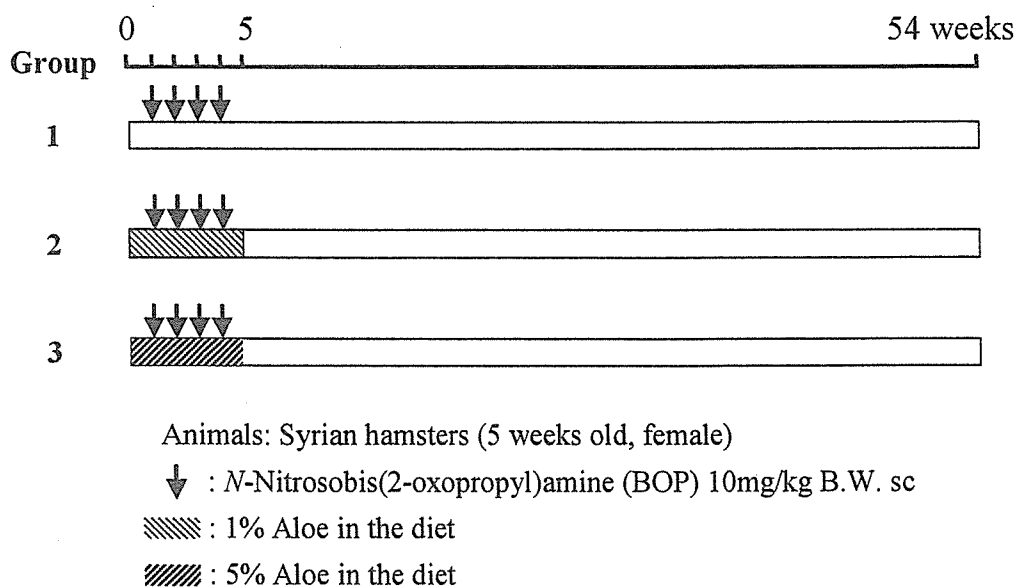 0 5 54 weeks
Group
1
2
3
Animals: Syrian hamsters (5 weeks old, female)
: N-Nitrosobis(2-oxopropyl)amine (BOP) 10mg/kg B.W. sc
: 1% Aloe in the diet
: 5% Aloe in the diet